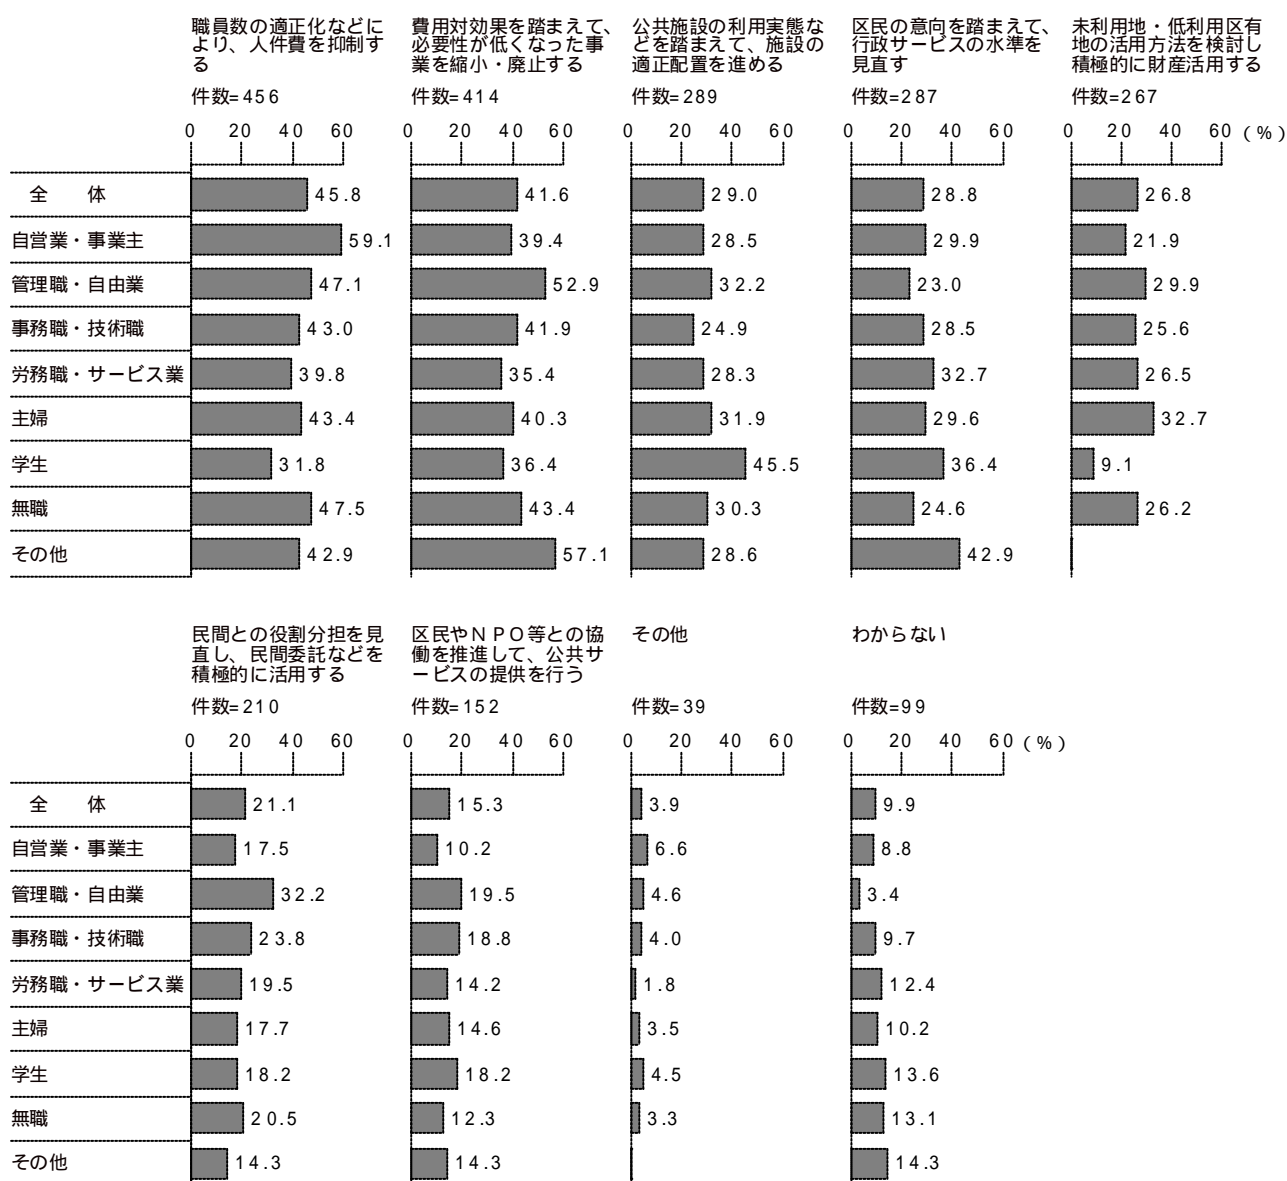 職員数の適正化などに
より、人件費を抑制す
る
件数=456
費用対効果を踏まえて、
必要性が低くなった事
業を縮小・廃止する
件数=414
公共施設の利用実態な
どを踏まえて、施設の
適正配置を進める
件数=289
区民の意向を踏まえて、
行政サービスの水準を
見直す
件数=287
未利用地・低利用区有
地の活用方法を検討し
積極的に財産活用する
件数=267
0 20 40 60 0 20 40 60 0 20 40 60 0 20 40 60 0 20 40 60 (%)
全 体 45.8 41.6 29.0 28.8 26.8
自営業・事業主 59.1 39.4 28.5 29.9 21.9
管理職・自由業 47.1 52.9 32.2 23.0 29.9
事務職・技術職 43.0 41.9 24.9 28.5 25.6
労務職・サービス業 39.8 35.4 28.3 32.7 26.5
主婦 43.4 40.3 31.9 29.6 32.7
学生 31.8 36.4 45.5 36.4 9.1
無職 47.5 43.4 30.3 24.6 26.2
その他 42.9 57.1 28.6 42.9
民間との役割分担を見
直し、民間委託などを
積極的に活用する
件数=210
区民やNPO等との協
働を推進して、公共サ
ービスの提供を行う
件数=152
その他
件数=39
わからない
件数=99
0 20 40 60 0 20 40 60 0 20 40 60 0 20 40 60 (%)
全 体 21.1 15.3 3.9 9.9
自営業・事業主 17.5 10.2 6.6 8.8
管理職・自由業 32.2 19.5 4.6 3.4
事務職・技術職 23.8 18.8 4.0 9.7
労務職・サービス業 19.5 14.2 1.8 12.4
主婦 17.7 14.6 3.5 10.2
学生 18.2 18.2 4.5 13.6
無職 20.5 12.3 3.3 13.1
その他 14.3 14.3 14.3